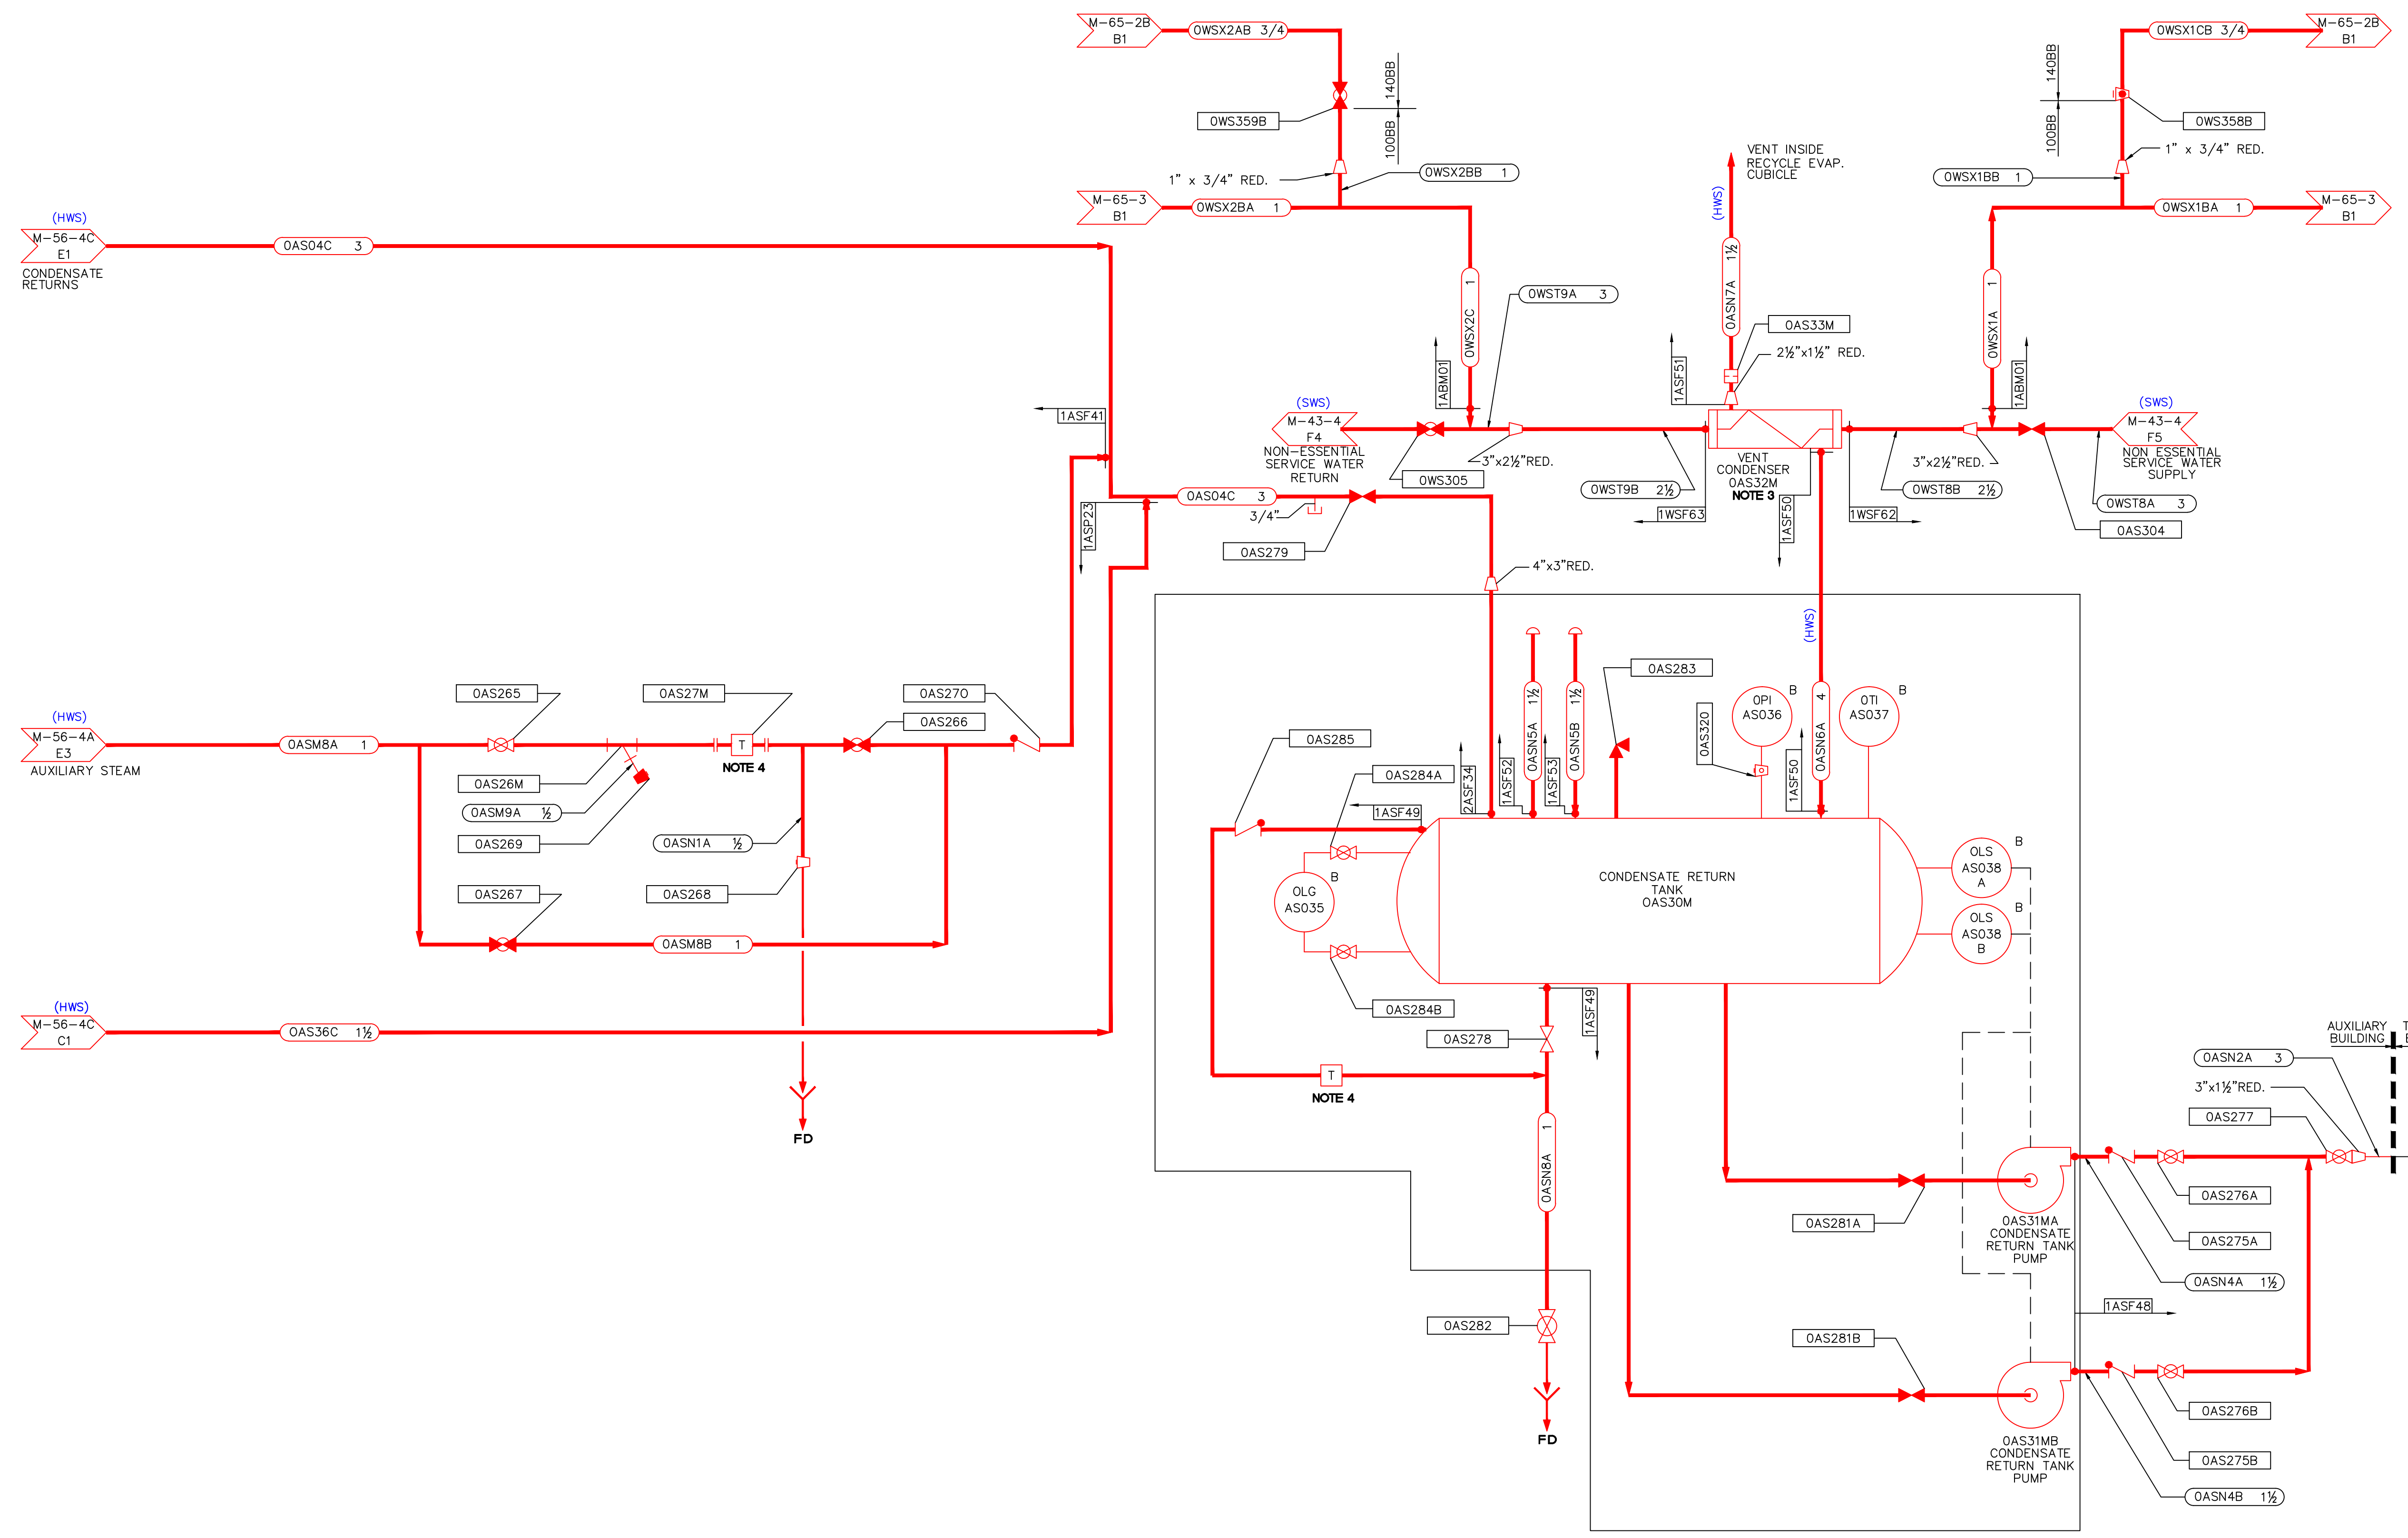 M-65-2B
B1
0WSX2AB 3/4
140BB
100BB
0WS359B
1" x 3/4" RED.
0WSX2BB 1
M-65-3
B1
0WSX2BA 1
VENT INSIDE
RECYCLE EVAP.
CUBICLE
(HWS)
0WSX1CB 3/4
M-65-2B
B1
140BB
100BB
0WS358B
1" x 3/4" RED.
0WSX1BB 1
0WSX1BA 1
M-65-3
B1
(HWS)
M-56-4C
E1
CONDENSATE
RETURNS
0AS04C 3
0WSX2C 1
0WST9A 3
0ASN7A 1½
0AS33M
2½"x1½" RED.
0WSX1A 1
1ABM01
1ASF51
1ABM01
1ASF41
(SWS)
M-43-4
F4
NON-ESSENTIAL
SERVICE WATER
RETURN
3"x2½"RED.
0WS305
VENT
CONDENSER
0AS32M
NOTE 3
3"x2½"RED.
(SWS)
M-43-4
F5
NON ESSENTIAL
SERVICE WATER
SUPPLY
0WST9B 2½
1WSF63
1ASF50
1WSF62
0WST8B 2½
0WST8A 3
0AS304
1ASP23
0AS04C 3
3/4"
0AS279
4"x3"RED.
(HWS)
(HWS)
M-56-4A
E3
AUXILIARY STEAM
0ASM8A 1
0AS265
0AS27M
0AS270
0AS266
NOTE 4
0AS26M
0ASM9A ½
0AS269
0ASN1A ½
0AS267
0AS268
0ASM8B 1
(HWS)
M-56-4C
C1
0AS36C 1½
FD
0AS285
0AS284A
1ASF49
2ASF34
1ASF52
0ASN5A 1½
1ASF53
0ASN5B 1½
0AS283
0AS320
OPI
AS036
B
1ASF50
0ASN6A 4
OTI
AS037
B
OLG
AS035
B
CONDENSATE RETURN
TANK
0AS30M
OLS
AS038
A
B
OLS
AS038
B
B
0AS284B
0AS278
1ASF49
T
T
NOTE 4
0ASN8A 1
0AS282
FD
0AS281A
0AS31MA
CONDENSATE
RETURN TANK
PUMP
0AS281B
0AS31MB
CONDENSATE
RETURN TANK
PUMP
AUXILIARY
BUILDING
0ASN2A 3
3"x1½"RED.
0AS277
0AS276A
0AS275A
0ASN4A 1½
1ASF48
0AS276B
0AS275B
0ASN4B 1½